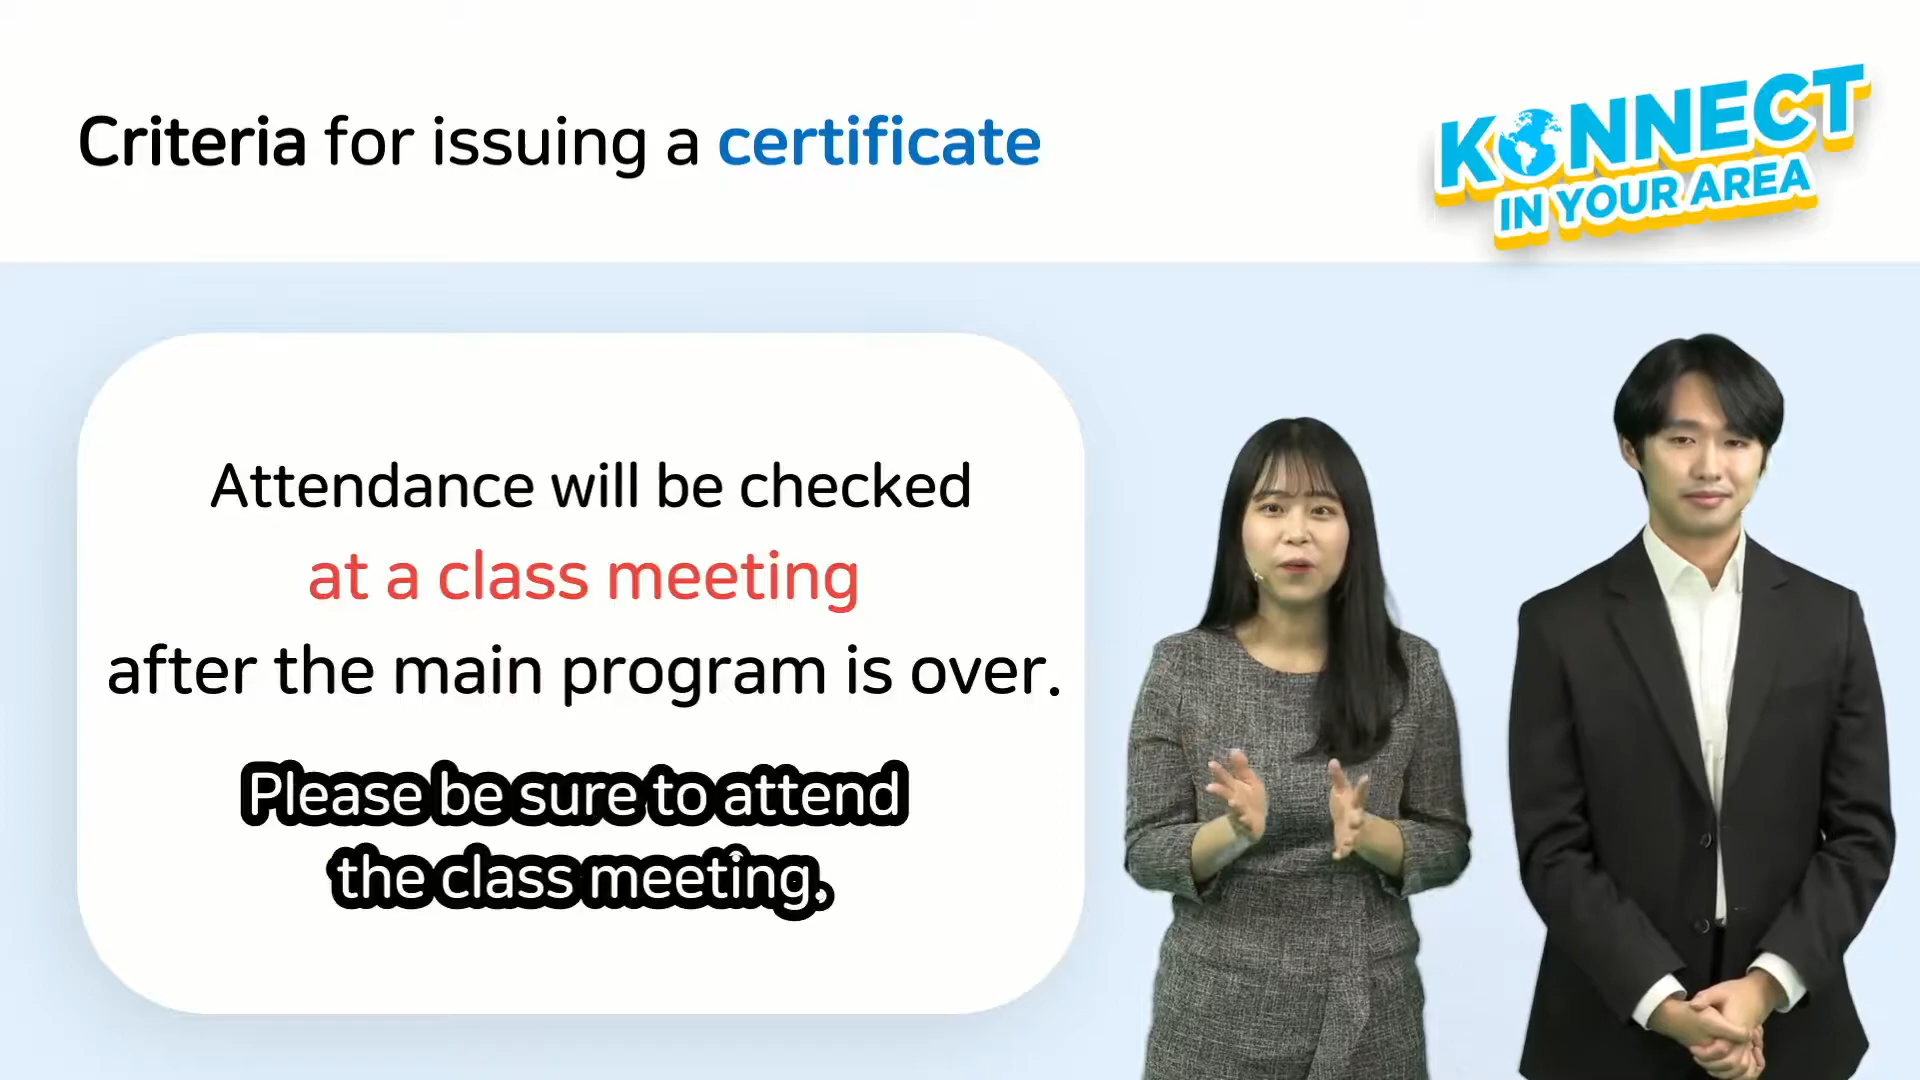 Criteria for issuing a certificate
KONNECT
IN YOUR AREA
Attendance will be checked
at a class meeting
after the main program is over.
Please be sure to attend
the class meeting.